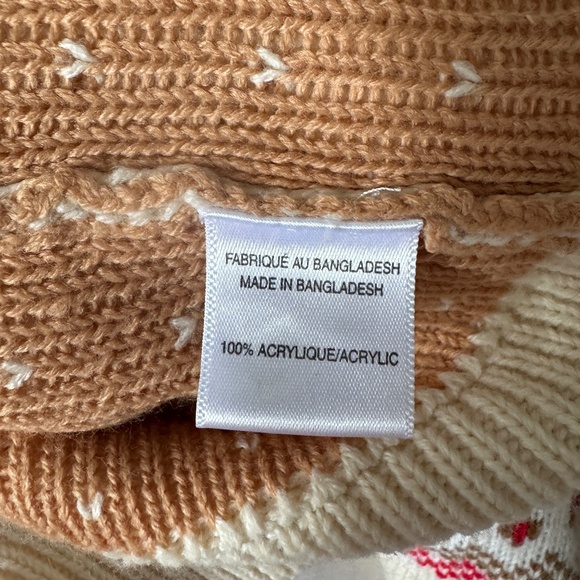 FABRIQUÉ AU BANGLADESH
MADE IN BANGLADESH
100% ACRYLIQUE/ACRYLIC